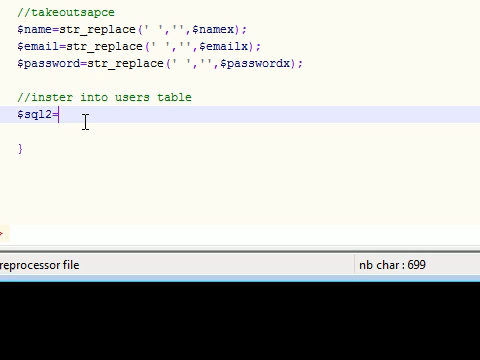 //takeoutsapce
$name=str_replace(' ','',$namex);
$email=str_replace(' ','',$emailx);
$password=str_replace(' ','',$passwordx);
//inster into users table
$sql2=
}
>
reprocessor file nb char : 699